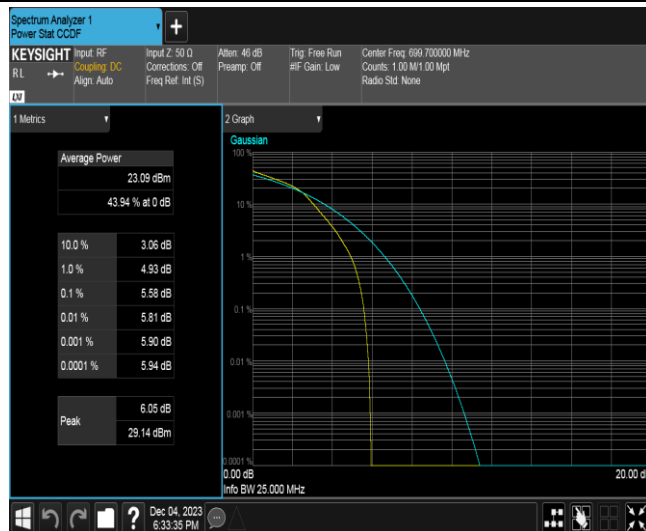 Spectrum Analyzer 1
Power Stat CCDF
+
KEYSIGHT
RL
Input: RF
Coupling: DC
Align: Auto
Input Z: 50 Ω
Corrections: Off
Freq Ref: Int (S)
Atten: 46 dB
Preamp: Off
Trig: Free Run
#IF Gain: Low
Center Freq: 699.700000 MHz
Counts: 1.00 M/1.00 Mpt
Radio Std: None
1 Metrics
Average Power
23.09 dBm
43.94 % at 0 dB
10.0 % 3.06 dB
1.0 % 4.93 dB
0.1 % 5.58 dB
0.01 % 5.81 dB
0.001 % 5.90 dB
0.0001 % 5.94 dB
Peak
6.05 dB
29.14 dBm
2 Graph
Gaussian
100 %
10 %
1 %
0.1 %
0.01 %
0.001 %
0.0001 %
0.00 dB
20.00 d
Info BW 25.000 MHz
?
Dec 04, 2023
6:33:35 PM